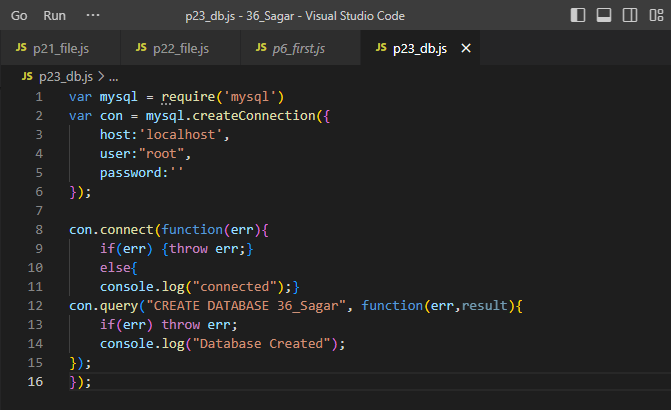 Go Run ... p23_db.js - 36_Sagar - Visual Studio Code
JS p21_file.js JS p22_file.js JS p6_first.js JS p23_db.js
JS p23_db.js > ...
1 var mysql = require('mysql')
2 var con = mysql.createConnection({
3     host:'localhost',
4     user:"root",
5     password:''
6 });
7
8 con.connect(function(err){
9     if(err) {throw err;}
10     else{
11     console.log("connected");}
12 con.query("CREATE DATABASE 36_Sagar", function(err,result){
13     if(err) throw err;
14     console.log("Database Created");
15 });
16 });